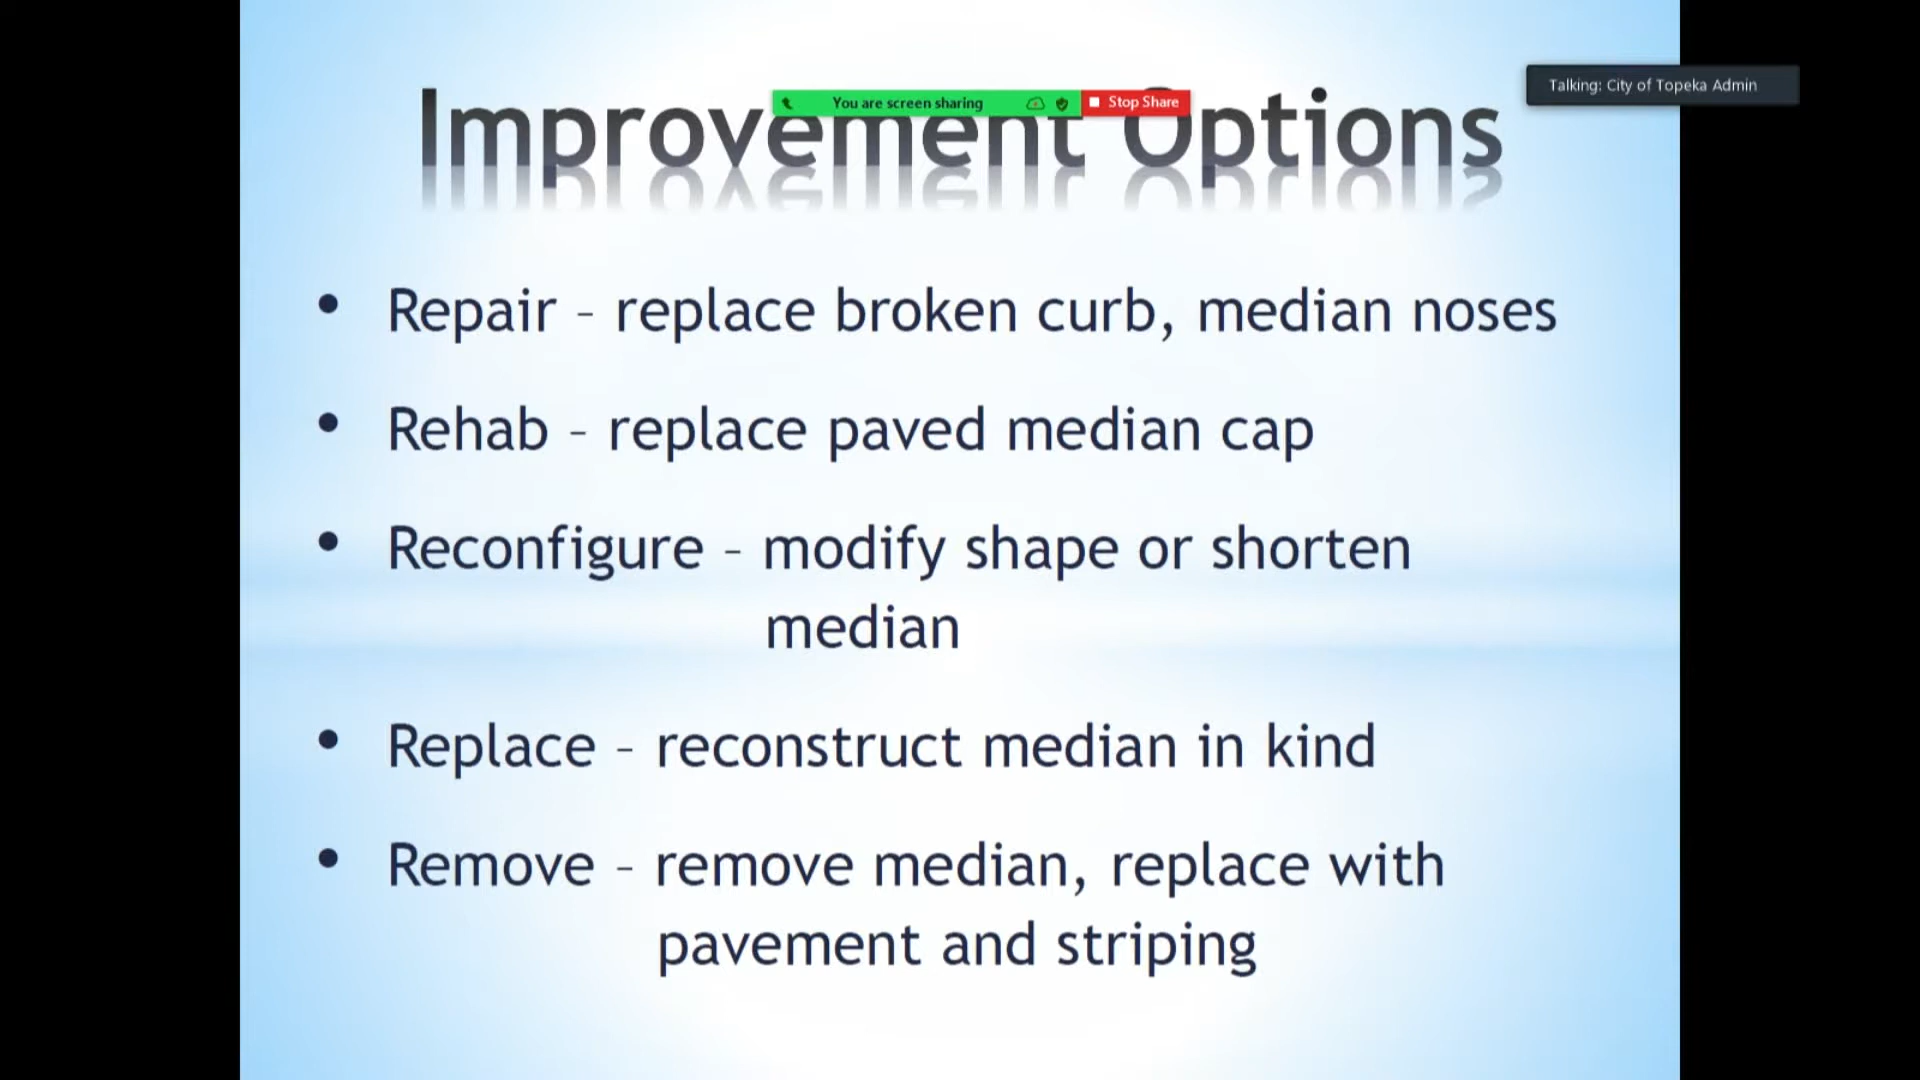 Talking: City of Topeka Admin
You are screen sharing
Stop Share
Improvement Options
• Repair – replace broken curb, median noses
• Rehab – replace paved median cap
• Reconfigure – modify shape or shorten
median
• Replace – reconstruct median in kind
• Remove – remove median, replace with
pavement and striping